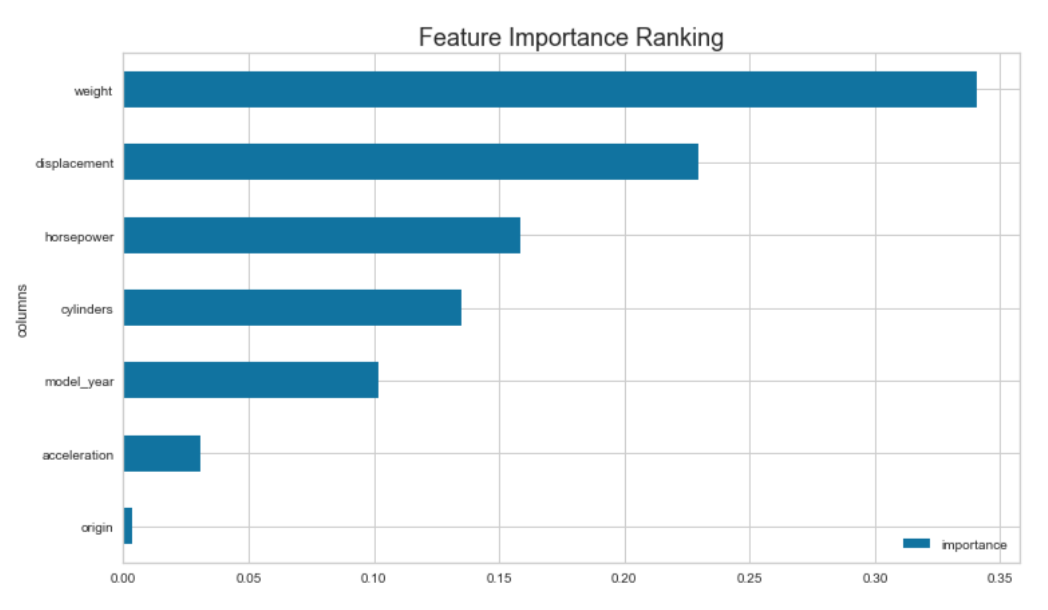 Feature Importance Ranking
weight
displacement
horsepower
cylinders
model_year
acceleration
origin
columns
importance
0.00 0.05 0.10 0.15 0.20 0.25 0.30 0.35